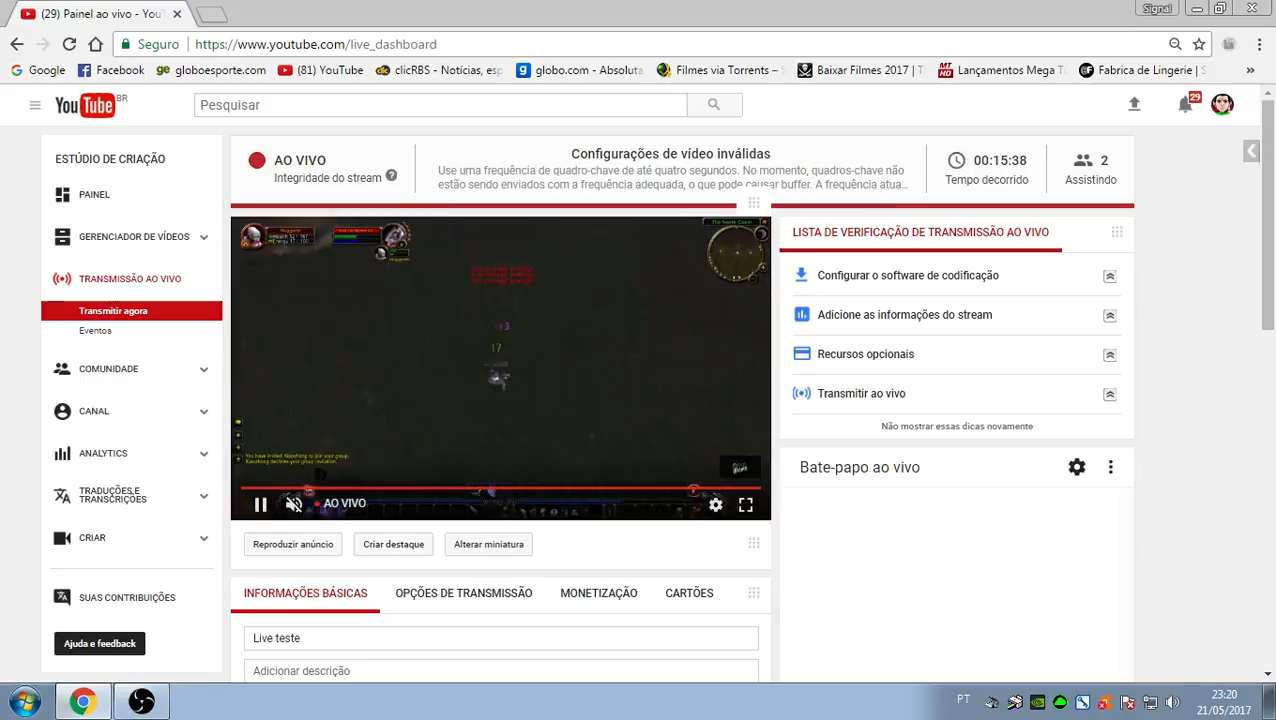 (29) Painel ao vivo - You
Signal
Seguro
https://www.youtube.com/live_dashboard
Google
Facebook
globoesporte.com
(81) YouTube
clicRBS - Notícias, esp
globo.com - Absoluta
Filmes via Torrents – S
Baixar Filmes 2017 | T
MT HD
Lançamentos Mega T
Fabrica de Lingerie | S
»
YouTube BR
Pesquisar
29
ESTÚDIO DE CRIAÇÃO
PAINEL
GERENCIADOR DE VÍDEOS
TRANSMISSÃO AO VIVO
Transmitir agora
Eventos
COMUNIDADE
CANAL
ANALYTICS
TRADUÇÕES E
TRANSCRIÇÕES
CRIAR
SUAS CONTRIBUIÇÕES
Ajuda e feedback
AO VIVO
Integridade do stream ?
Configurações de vídeo inválidas
Use uma frequência de quadro-chave de até quatro segundos. No momento, quadros-chave não
estão sendo enviados com a frequência adequada, o que pode causar buffer. A frequência atua...
00:15:38
Tempo decorrido
2
Assistindo
13
17
AO VIVO
Reproduzir anúncio
Criar destaque
Alterar miniatura
INFORMAÇÕES BÁSICAS
OPÇÕES DE TRANSMISSÃO
MONETIZAÇÃO
CARTÕES
Live teste
Adicionar descrição
LISTA DE VERIFICAÇÃO DE TRANSMISSÃO AO VIVO
Configurar o software de codificação
Adicione as informações do stream
Recursos opcionais
Transmitir ao vivo
Não mostrar essas dicas novamente
Bate-papo ao vivo
PT
23:20
21/05/2017